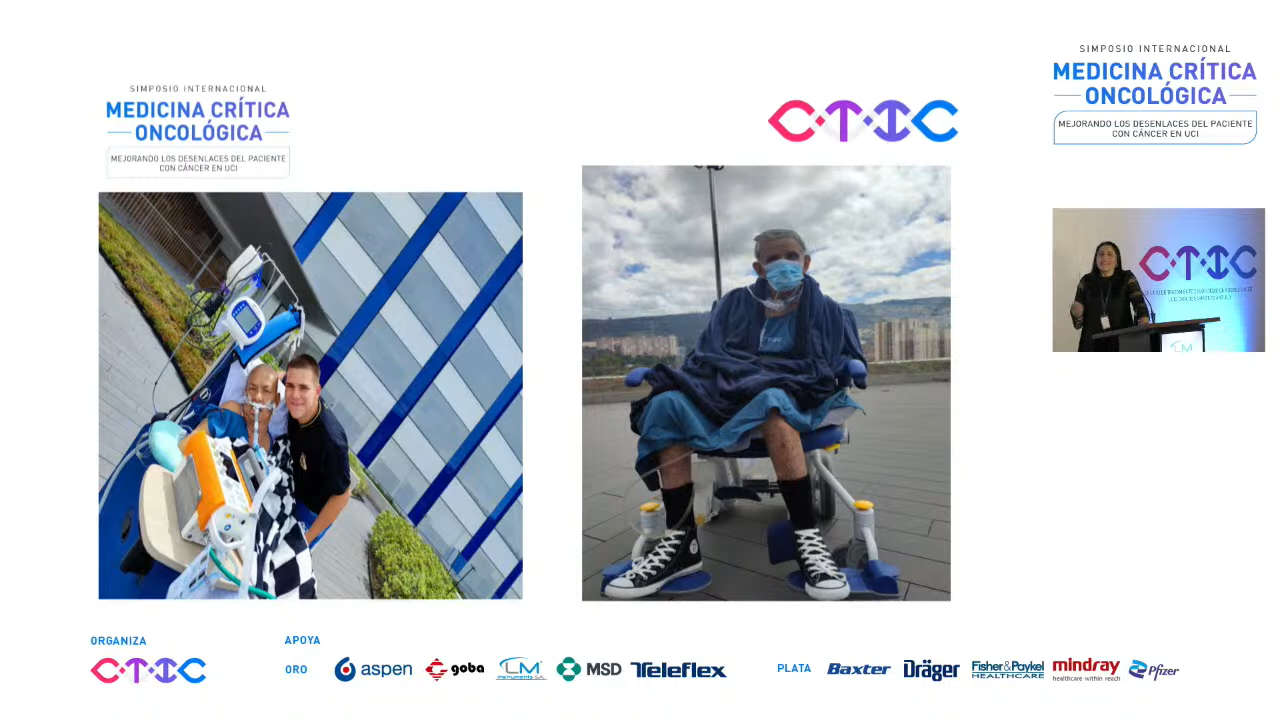 SIMPOSIO INTERNACIONAL
MEDICINA CRÍTICA
ONCOLÓGICA
MEJORANDO LOS DESENLACES DEL PACIENTE
CON CÁNCER EN UCI
CTIC
SIMPOSIO INTERNACIONAL
MEDICINA CRÍTICA
ONCOLÓGICA
MEJORANDO LOS DESENLACES DEL PACIENTE
CON CÁNCER EN UCI
CTIC
LM
ORGANIZA
CTIC
APOYA
ORO
aspen
goba
LM
Instruments S.A.
MSD
Teleflex
PLATA
Baxter
Dräger
Fisher & Paykel
HEALTHCARE
mindray
healthcare within reach
Pfizer